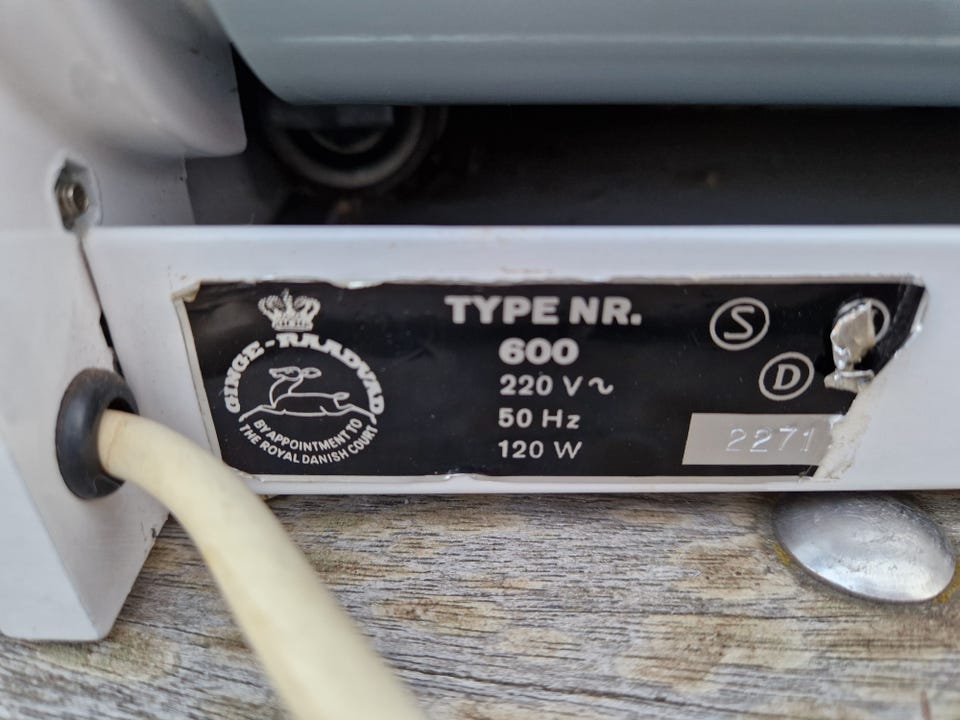 GINGE-RAADVAD
BY APPOINTMENT TO
THE ROYAL DANISH COURT
TYPE NR.
600
220 V ~
50 Hz
120 W
S
D
2271